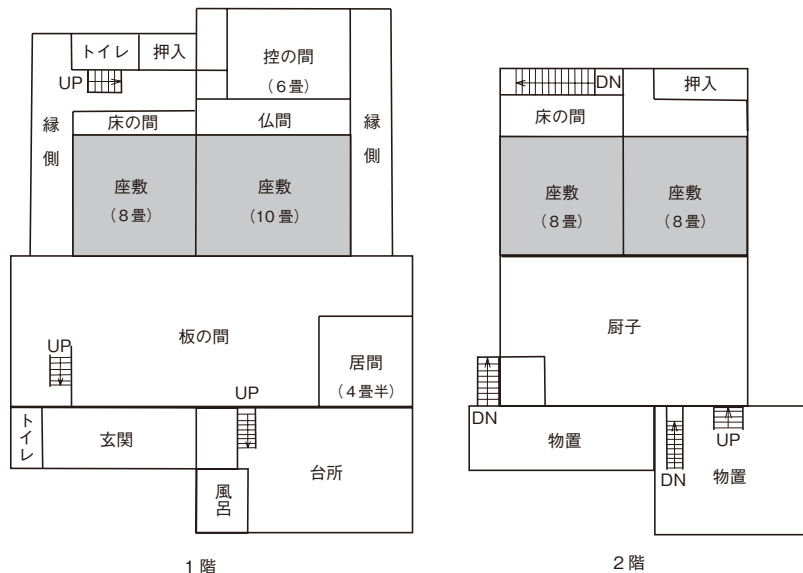 トイレ
押入
控の間
（6畳）
UP
縁側
床の間
仏間
縁側
座敷
（8畳）
座敷
（10畳）
板の間
UP
居間
（4畳半）
UP
トイレ
玄関
台所
風呂
1階
DN
押入
床の間
座敷
（8畳）
座敷
（8畳）
厨子
DN
物置
UP
DN
物置
2階